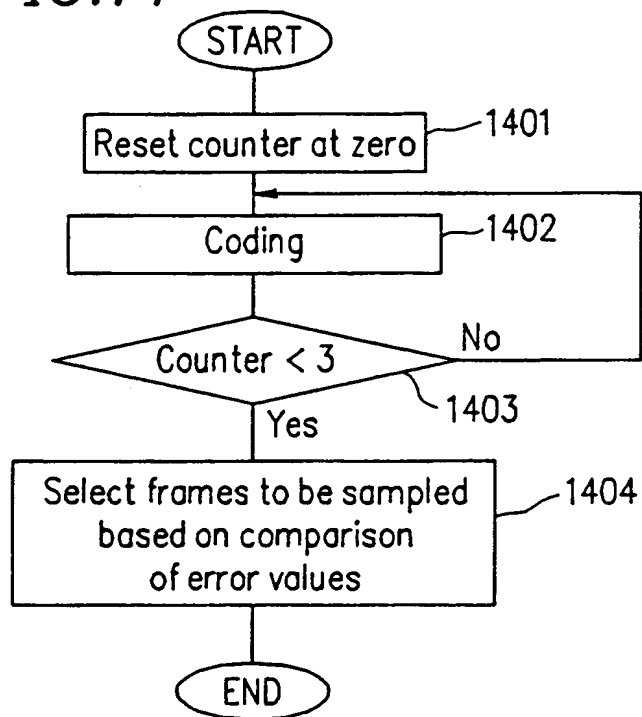 START
Reset counter at zero
1401
Coding
1402
Counter < 3
No
1403
Yes
Select frames to be sampled
based on comparison
of error values
1404
END